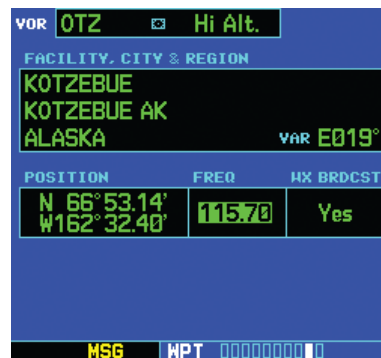 VOR OTZ Hi Alt.
FACILITY, CITY & REGION
KOTZEBUE
KOTZEBUE AK
ALASKA VAR E019°
POSITION FREQ WX BRDCST
N 66°53.14' 115.70 Yes
W162°32.40'
MSG WPT